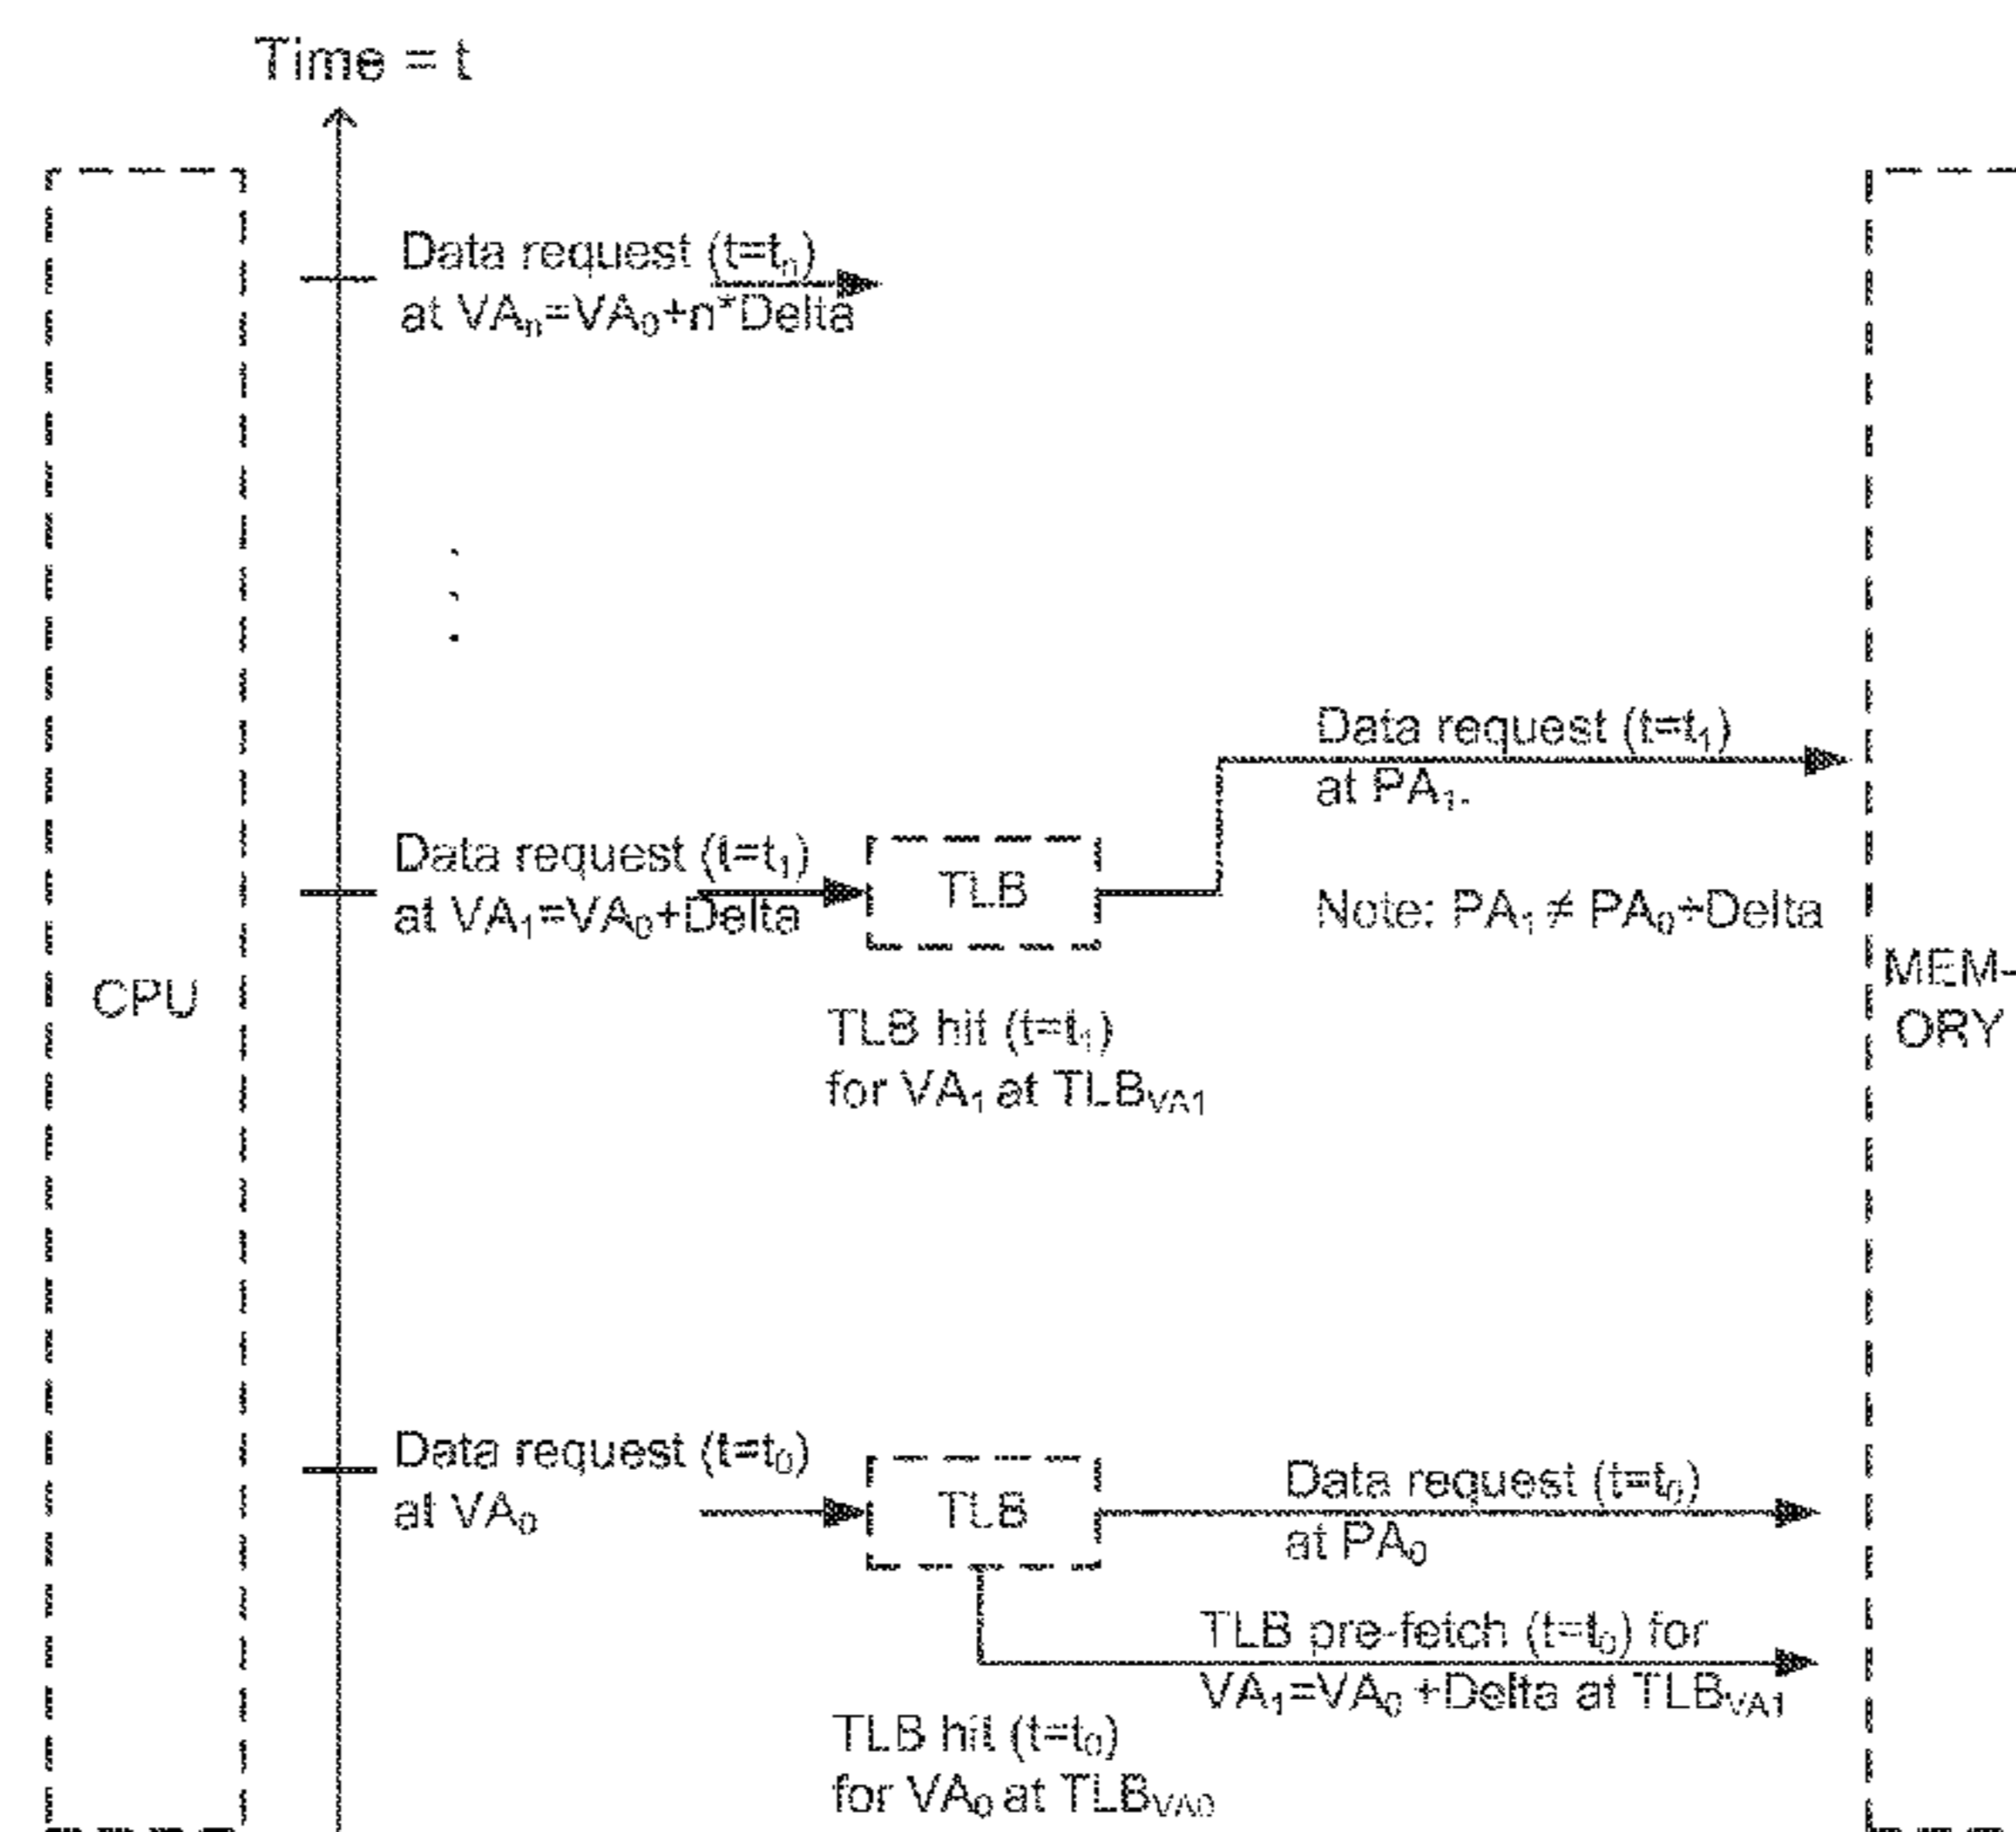 Time = t
Data request (t=tₙ)
at VAₙ=VA₀+n*Delta
Data request (t=t₁)
at PA₁.
Data request (t=t₁)
at VA₁=VA₀+Delta
TLB
Note: PA₁ ≠ PA₀+Delta
CPU
MEM-
ORY
TLB hit (t=t₁)
for VA₁ at TLB_VA1
Data request (t=t₀)
at VA₀
TLB
Data request (t=t₀)
at PA₀
TLB pre-fetch (t=t₀) for
VA₁=VA₀+Delta at TLB_VA1
TLB hit (t=t₀)
for VA₀ at TLB_VA0